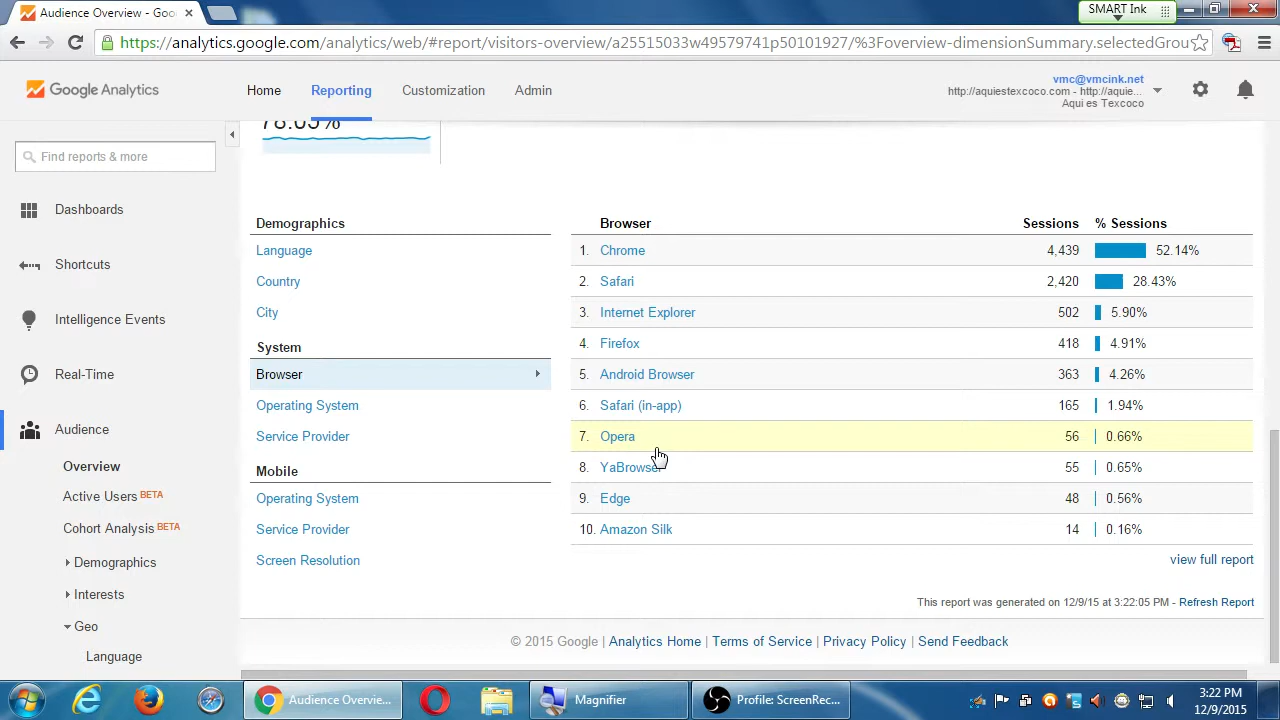 Audience Overview - Goo
SMART Ink
https://analytics.google.com/analytics/web/#report/visitors-overview/a25515033w49579741p50101927/%3Foverview-dimensionSummary.selectedGrou
Google Analytics
Home
Reporting
Customization
Admin
vmc@vmcink.net
http://aquiestexcoco.com - http://aquie...
Aqui es Texcoco
78.05%
Find reports & more
Dashboards
Shortcuts
Intelligence Events
Real-Time
Audience
Overview
Active Users BETA
Cohort Analysis BETA
Demographics
Interests
Geo
Language
Demographics
Language
Country
City
System
Browser
Operating System
Service Provider
Mobile
Operating System
Service Provider
Screen Resolution
Browser Sessions % Sessions
1. Chrome 4,439 52.14%
2. Safari 2,420 28.43%
3. Internet Explorer 502 5.90%
4. Firefox 418 4.91%
5. Android Browser 363 4.26%
6. Safari (in-app) 165 1.94%
7. Opera 56 0.66%
8. YaBrowser 55 0.65%
9. Edge 48 0.56%
10. Amazon Silk 14 0.16%
view full report
This report was generated on 12/9/15 at 3:22:05 PM - Refresh Report
© 2015 Google | Analytics Home | Terms of Service | Privacy Policy | Send Feedback
Audience Overvie...
Magnifier
Profile: ScreenRec...
3:22 PM
12/9/2015